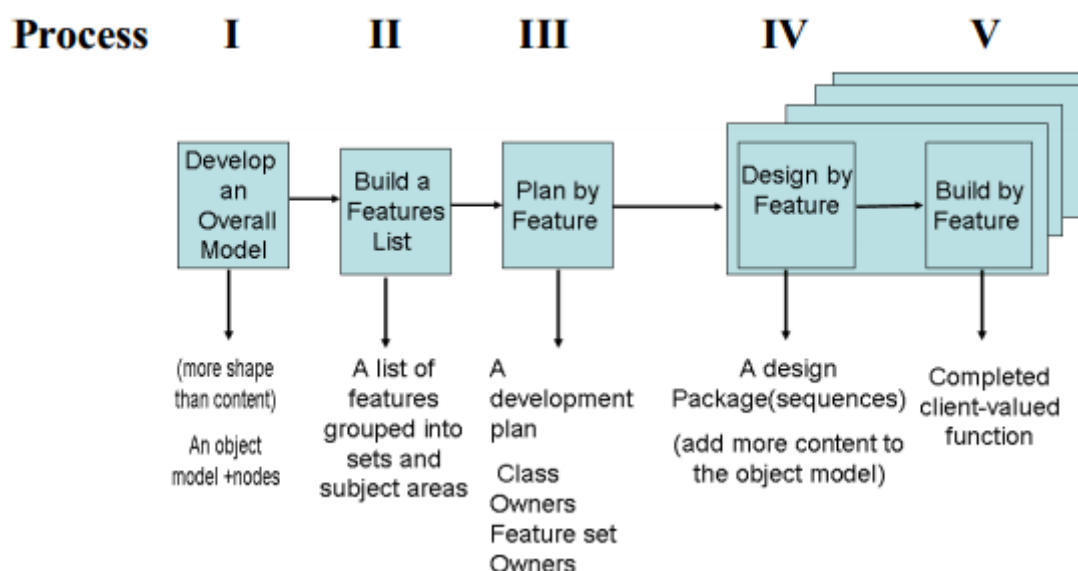 Process I II III IV V
Develop
an
Overall
Model
Build a
Features
List
Plan by
Feature
Design by
Feature
Build by
Feature
(more shape
than content)
An object
model +nodes
A list of
features
grouped into
sets and
subject areas
A
development
plan
Class
Owners
Feature set
Owners
A design
Package(sequences)
(add more content to
the object model)
Completed
client-valued
function